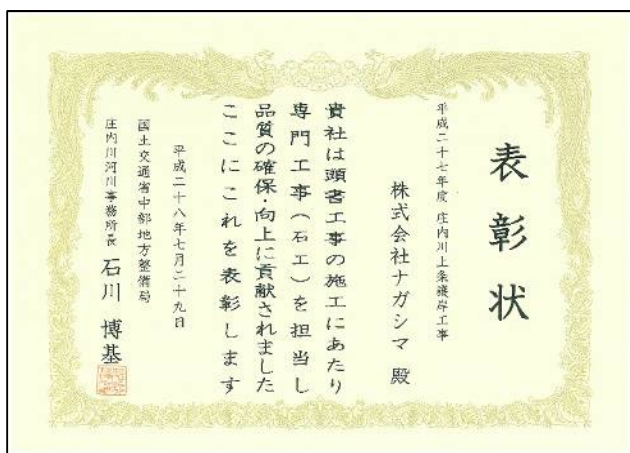 表彰状
平成二十七年度 庄内川上条護岸工事
株式会社ナガシマ 殿
貴社は頭書工事の施工にあたり
専門工事(石工)を担当し
品質の確保・向上に貢献されました
ここにこれを表彰します
平成二十八年七月二十九日
国土交通省中部地方整備局
庄内川河川事務所長 石川 博基